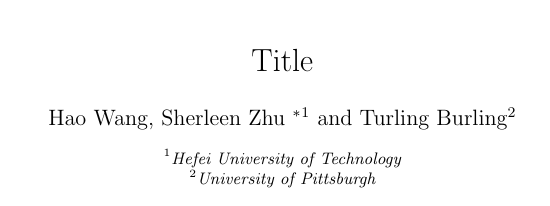 Title
Hao Wang, Sherleen Zhu *1 and Turling Burling2
1Hefei University of Technology
2University of Pittsburgh